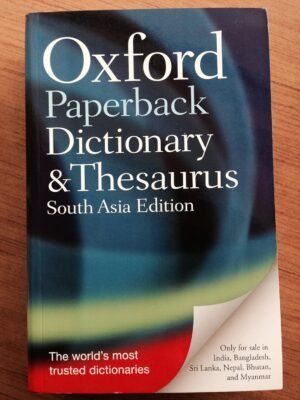 Oxford
Paperback
Dictionary
& Thesaurus
South Asia Edition
The world's most
trusted dictionaries
Only for sale in
India, Bangladesh,
Sri Lanka, Nepal, Bhutan,
and Myanmar